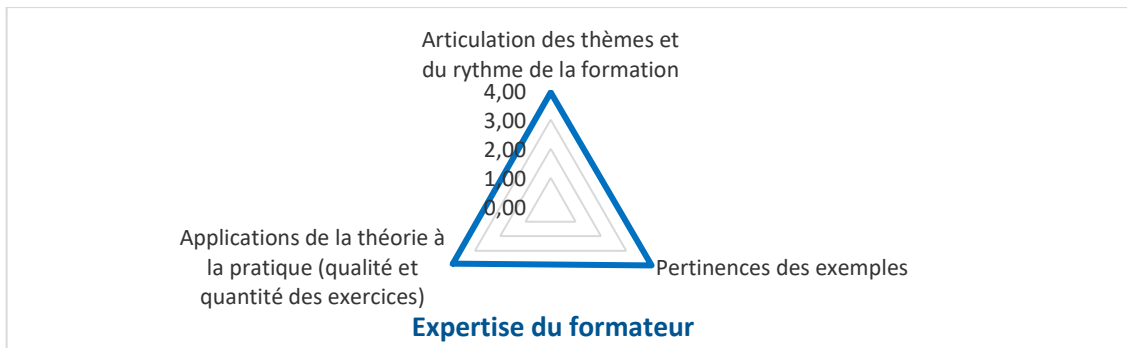 Articulation des thèmes et
du rythme de la formation
4,00
3,00
2,00
1,00
0,00
Applications de la théorie à
la pratique (qualité et
quantité des exercices)
Pertinences des exemples
Expertise du formateur